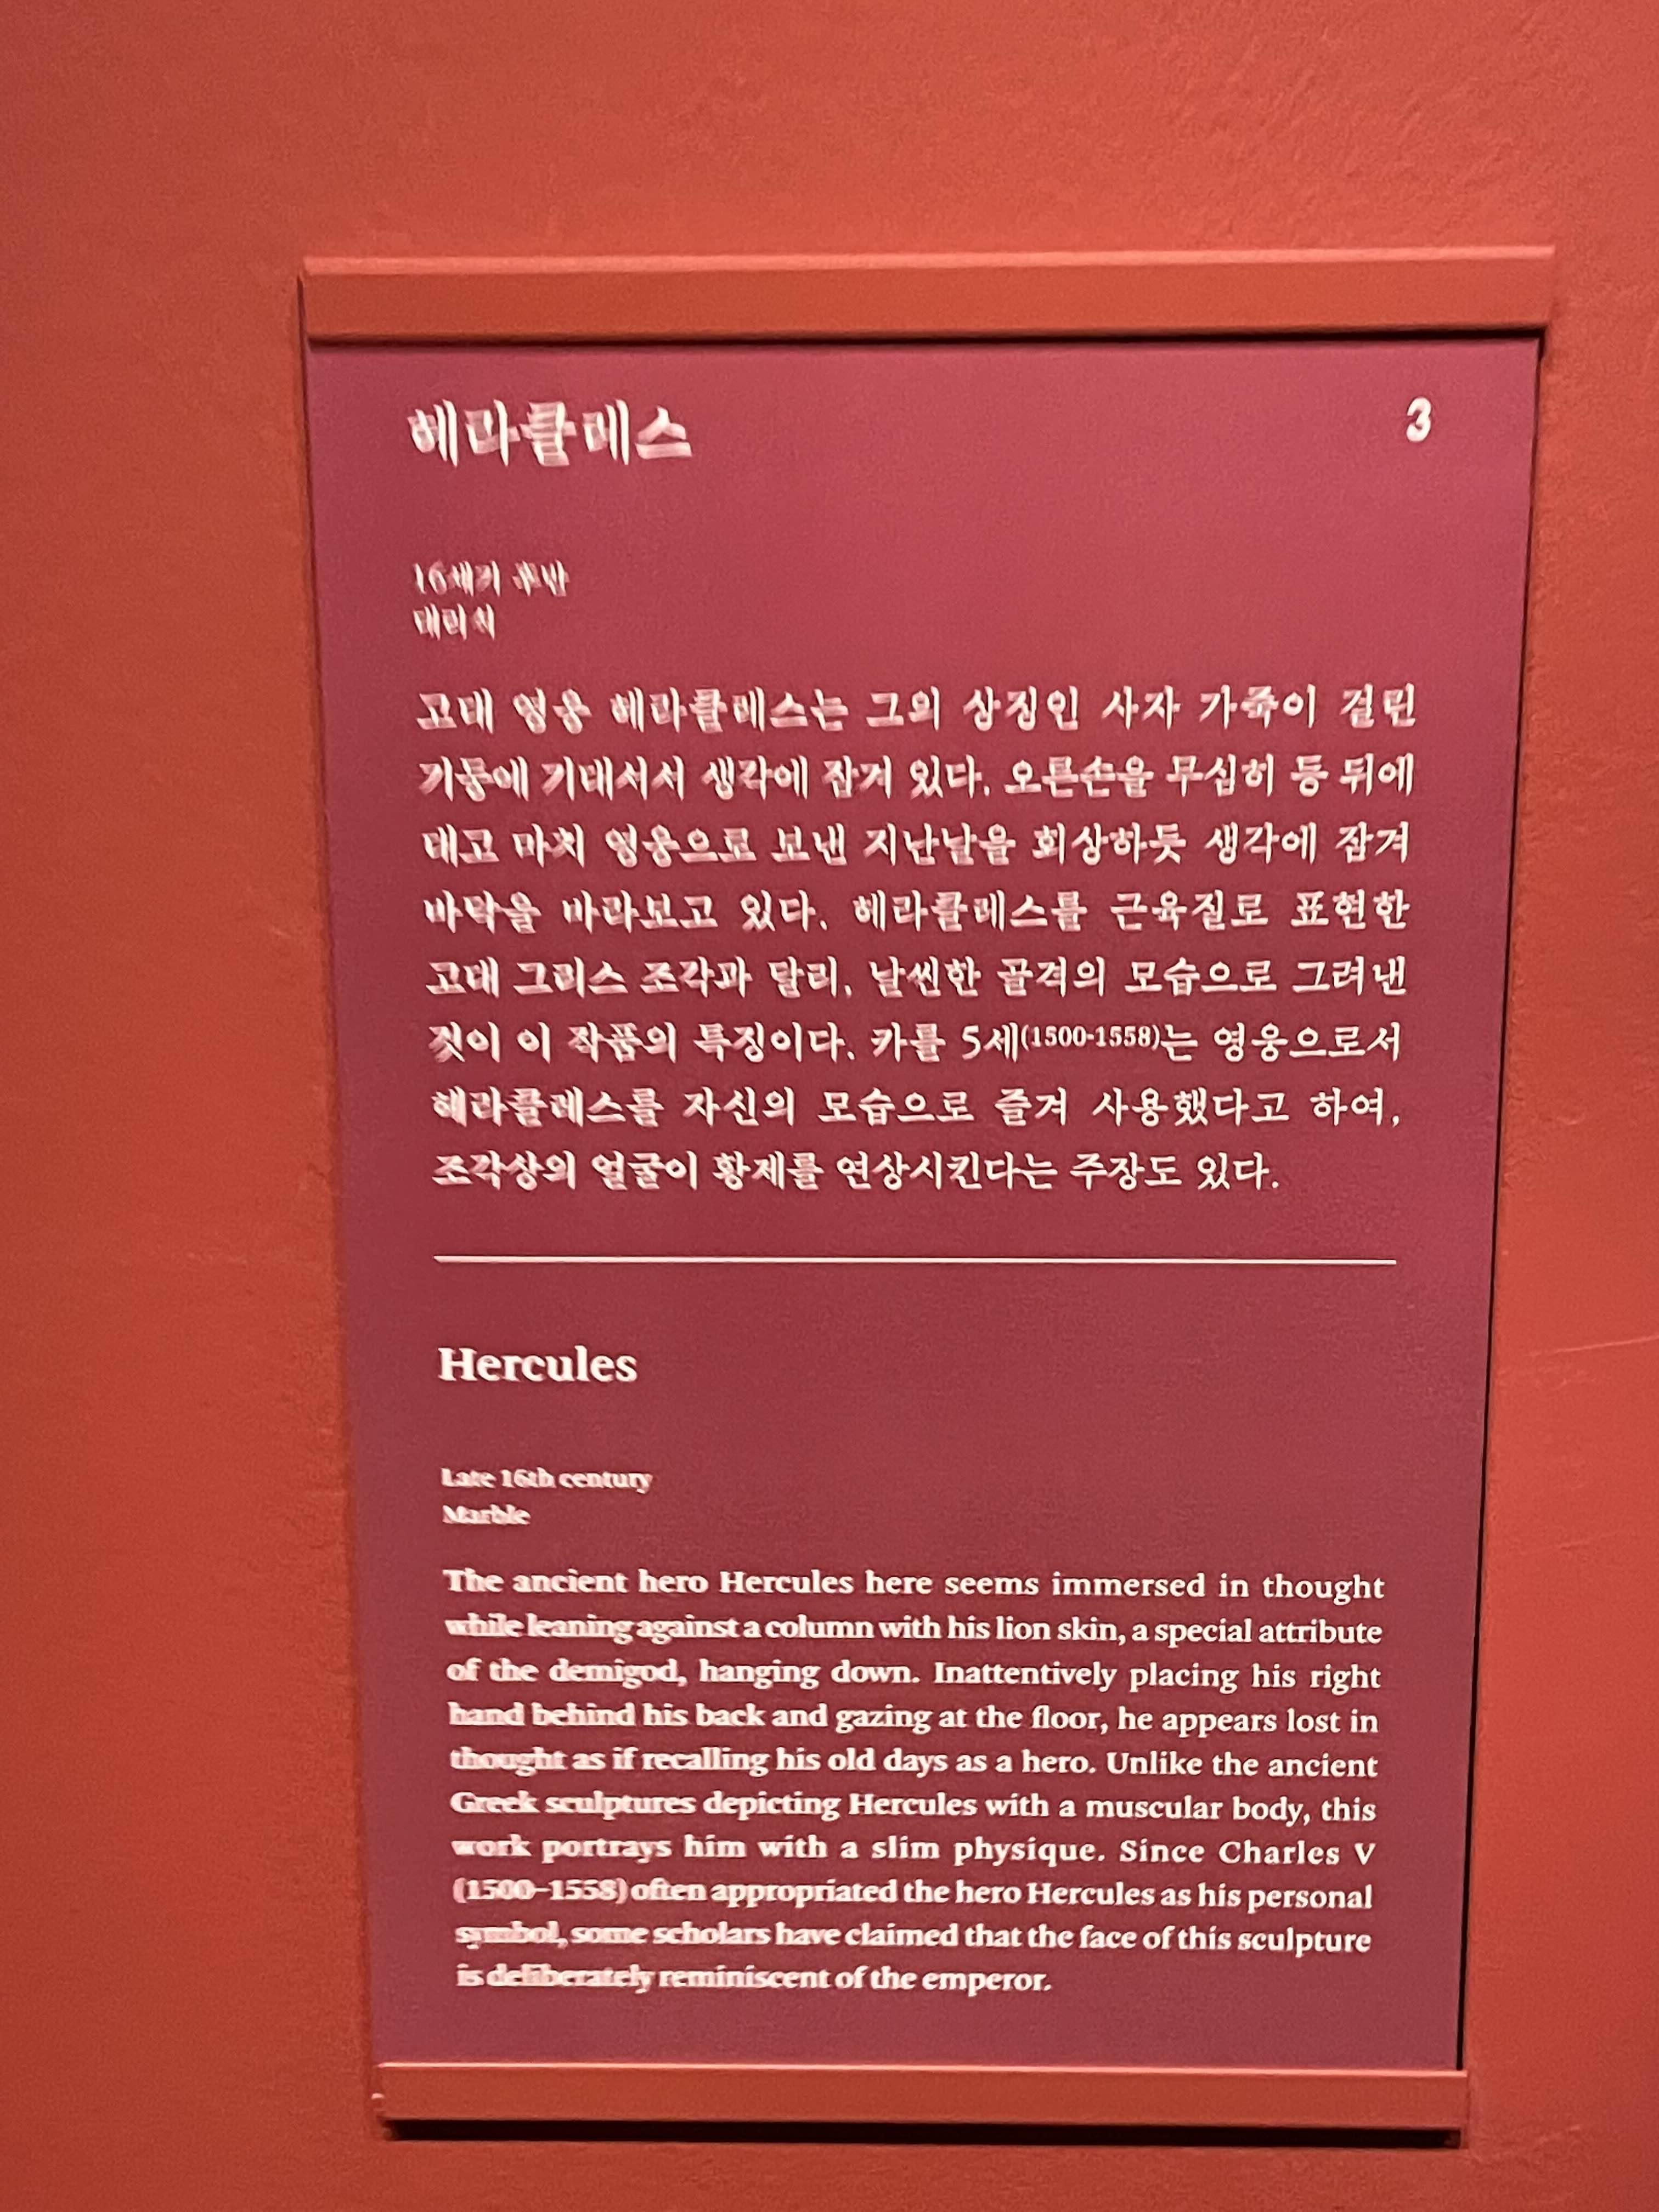 헤라클레스
3
16세기 후반
대리석
고대 영웅 헤라클레스는 그의 상징인 사자 가죽이 걸린
기둥에 기대서서 생각에 잠겨 있다. 오른손을 무심히 등 뒤에
대고 마치 영웅으로 보낸 지난날을 회상하듯 생각에 잠겨
바닥을 바라보고 있다. 헤라클레스를 근육질로 표현한
고대 그리스 조각과 달리, 날씬한 골격의 모습으로 그려낸
것이 이 작품의 특징이다. 카를 5세(1500-1558)는 영웅으로서
헤라클레스를 자신의 모습으로 즐겨 사용했다고 하여,
조각상의 얼굴이 황제를 연상시킨다는 주장도 있다.
Hercules
Late 16th century
Marble
The ancient hero Hercules here seems immersed in thought
while leaning against a column with his lion skin, a special attribute
of the demigod, hanging down. Inattentively placing his right
hand behind his back and gazing at the floor, he appears lost in
thought as if recalling his old days as a hero. Unlike the ancient
Greek sculptures depicting Hercules with a muscular body, this
work portrays him with a slim physique. Since Charles V
(1500–1558) often appropriated the hero Hercules as his personal
symbol, some scholars have claimed that the face of this sculpture
is deliberately reminiscent of the emperor.